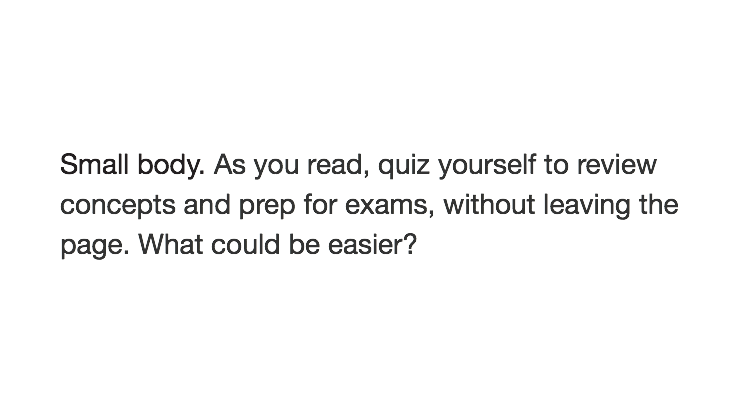 Small body. As you read, quiz yourself to review
concepts and prep for exams, without leaving the
page. What could be easier?